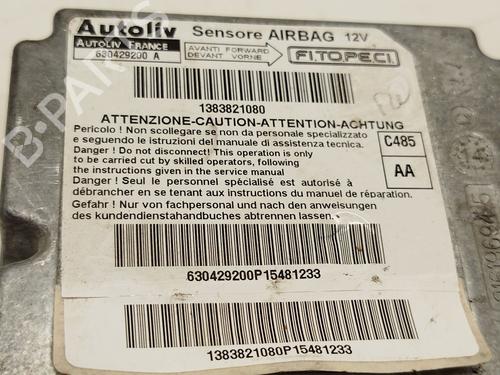 Autoliv
AUTOLIV FRANCE
630429200 A
Sensore AIRBAG 12V
AVANTI FORWARD
DEVANT VORNE
FI.TO.PE.CI.
1383821080
ATTENZIONE-CAUTION-ATTENTION-ACHTUNG
Pericolo ! Non scollegare se non da personale specializzato
e seguendo le istruzioni del manuale di assistenza tecnica.
Danger ! Do not disconnect! This operation is only
to be carried cut by skilled operators, following
the instructions given in the service manual
Danger ! Seul le personnel spécialisé est autorisé à
débrancher en se tenant aux instructions du manuel de réparation.
Gefahr ! Nur von fachpersonal und nach den anweisungen
des kundendienstahandbuches abtrennen lassen.
C485
AA
630429200P15481233
1383821080P15481233
B-PARTS